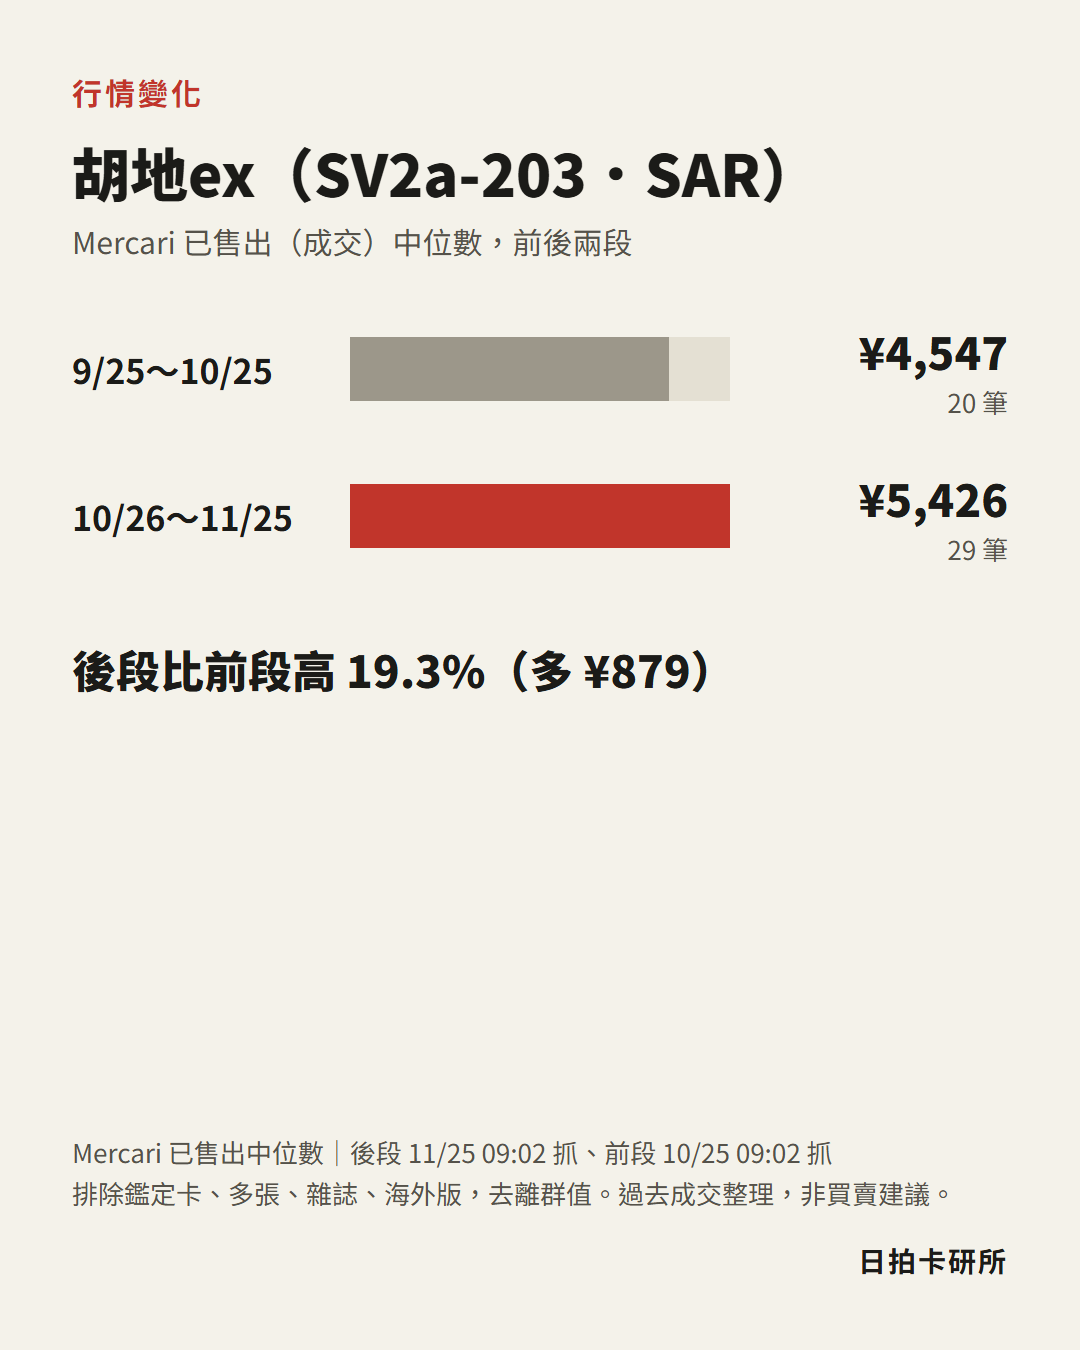 行情變化
胡地ex（SV2a-203・SAR）
Mercari 已售出（成交）中位數，前後兩段
9/25～10/25
¥4,547
20 筆
10/26～11/25
¥5,426
29 筆
後段比前段高 19.3%（多 ¥879）
Mercari 已售出中位數｜後段 11/25 09:02 抓、前段 10/25 09:02 抓
排除鑑定卡、多張、雜誌、海外版，去離群值。過去成交整理，非買賣建議。
日拍卡研所